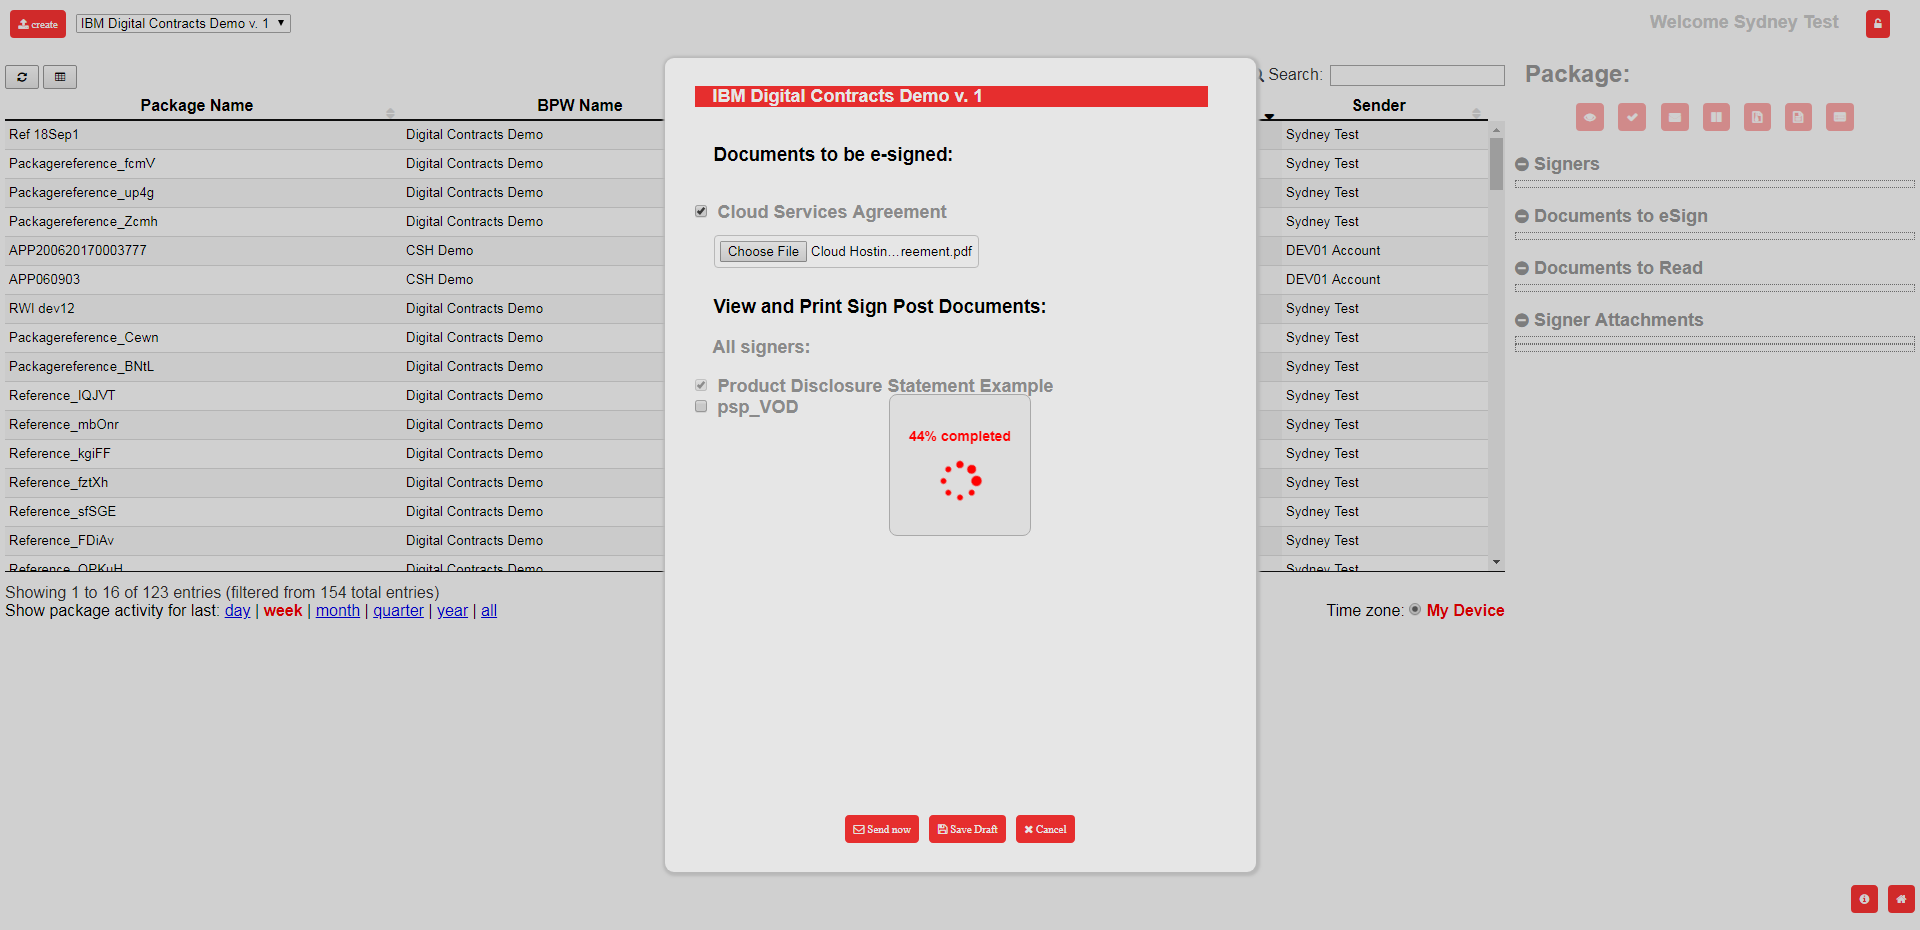 create
IBM Digital Contracts Demo v. 1
Welcome Sydney Test
Search:
Package:
Package Name
BPW Name
Sender
Ref 18Sep1
Digital Contracts Demo
Sydney Test
Packagereference_fcmV
Digital Contracts Demo
Sydney Test
Packagereference_up4g
Digital Contracts Demo
Sydney Test
Packagereference_Zcmh
Digital Contracts Demo
Sydney Test
APP200620170003777
CSH Demo
DEV01 Account
APP060903
CSH Demo
DEV01 Account
RWI dev12
Digital Contracts Demo
Sydney Test
Packagereference_Cewn
Digital Contracts Demo
Sydney Test
Packagereference_BNtL
Digital Contracts Demo
Sydney Test
Reference_IQJVT
Digital Contracts Demo
Sydney Test
Reference_mbOnr
Digital Contracts Demo
Sydney Test
Reference_kgiFF
Digital Contracts Demo
Sydney Test
Reference_fztXh
Digital Contracts Demo
Sydney Test
Reference_sfSGE
Digital Contracts Demo
Sydney Test
Reference_FDiAv
Digital Contracts Demo
Sydney Test
Digital Contracts Demo
Sydney Test
Showing 1 to 16 of 123 entries (filtered from 154 total entries)
Show package activity for last: day | week | month | quarter | year | all
Time zone: My Device
IBM Digital Contracts Demo v. 1
Documents to be e-signed:
Cloud Services Agreement
Choose File Cloud Hostin…reement.pdf
View and Print Sign Post Documents:
All signers:
Product Disclosure Statement Example
psp_VOD
44% completed
Send now
Save Draft
Cancel
Signers
Documents to eSign
Documents to Read
Signer Attachments